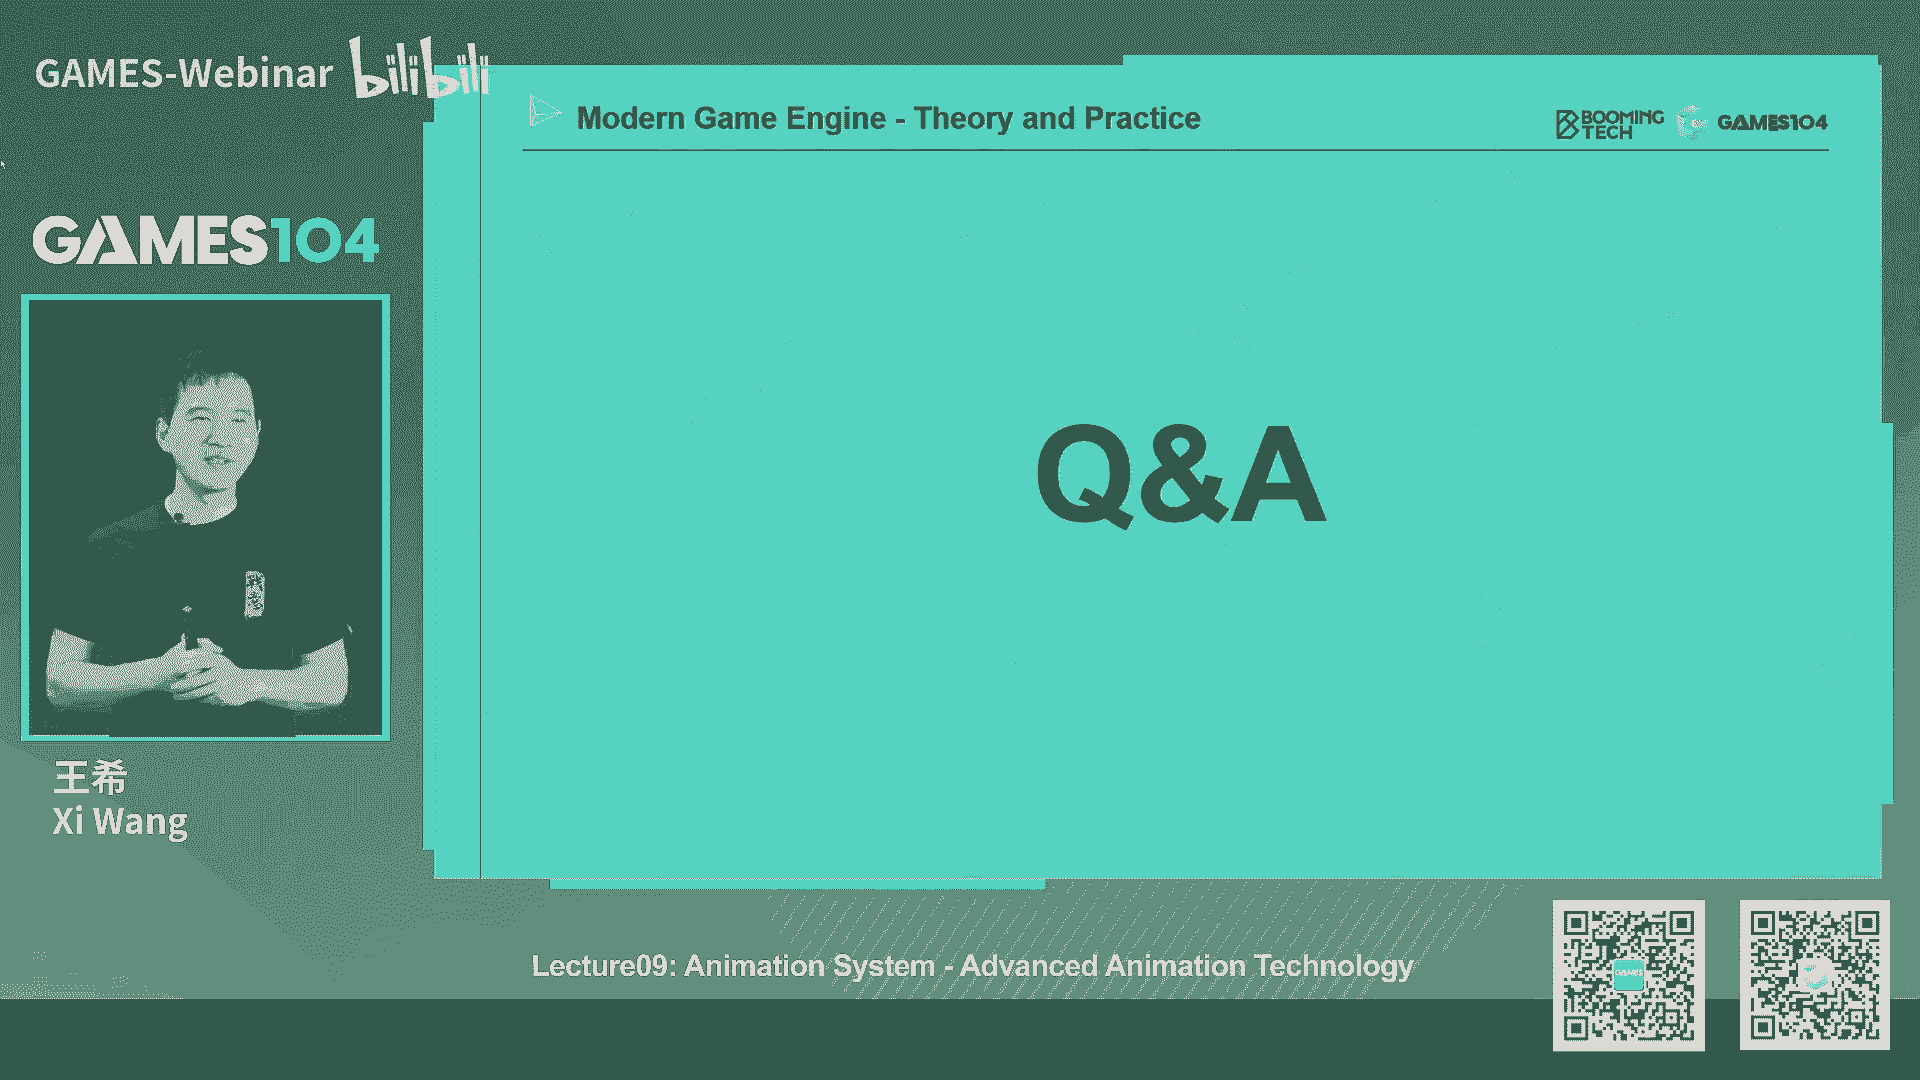 GAMES-Webinar bilibili
Modern Game Engine - Theory and Practice
BOOMING
TECH
GAMES104
GAMES104
Q&A
王希
Xi Wang
Lecture09: Animation System - Advanced Animation Technology
GAMES